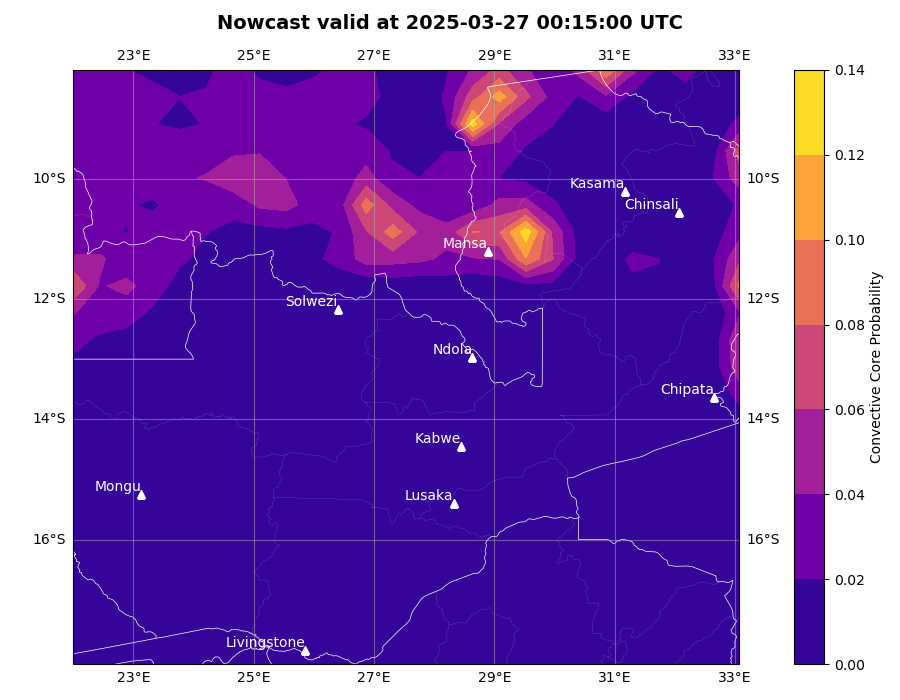 Nowcast valid at 2025-03-27 00:15:00 UTC
23°E 25°E 27°E 29°E 31°E 33°E
0.14
0.12
10°S Kasama 10°S
Chinsali
0.10
Mansa
12°S Solwezi 12°S
0.08
Ndola
Chipata
0.06
14°S 14°S
Kabwe
Mongu Lusaka
0.04
16°S 16°S
0.02
Livingstone
0.00
23°E 25°E 27°E 29°E 31°E 33°E
Convective Core Probability